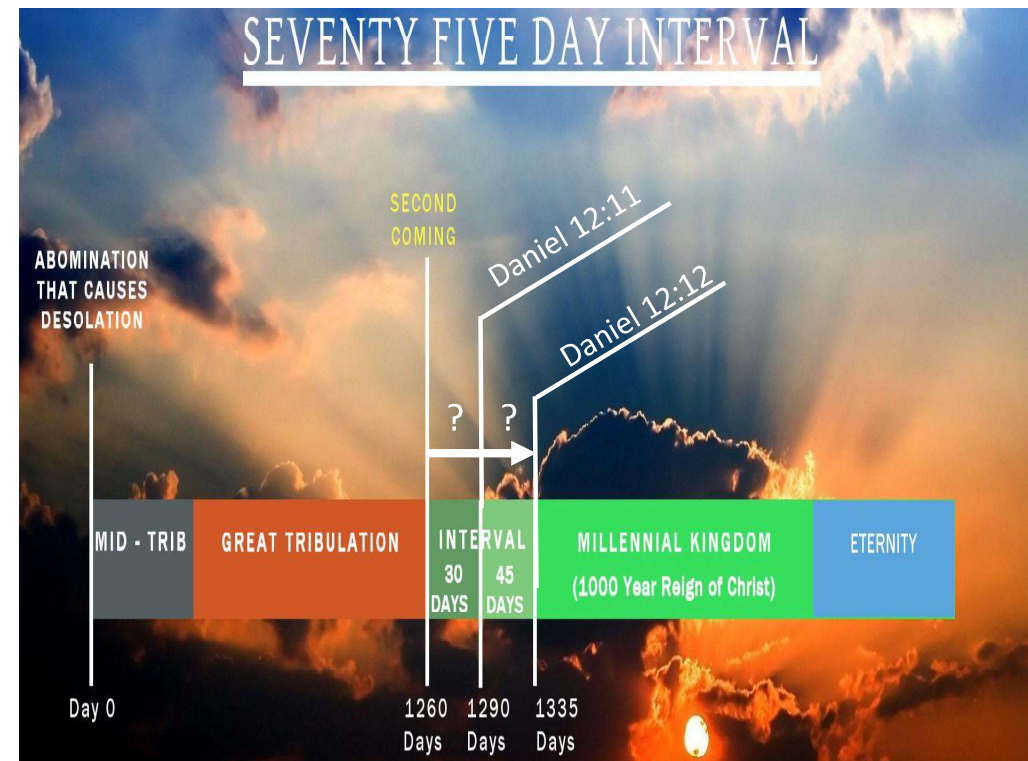 SEVENTY FIVE DAY INTERVAL
SECOND
COMING
Daniel 12:11
ABOMINATION
THAT CAUSES
DESOLATION
Daniel 12:12
? ?
MID - TRIB
GREAT TRIBULATION
INTERVAL
30
DAYS
45
DAYS
MILLENNIAL KINGDOM
(1000 Year Reign of Christ)
ETERNITY
Day 0
1260
Days
1290
Days
1335
Days